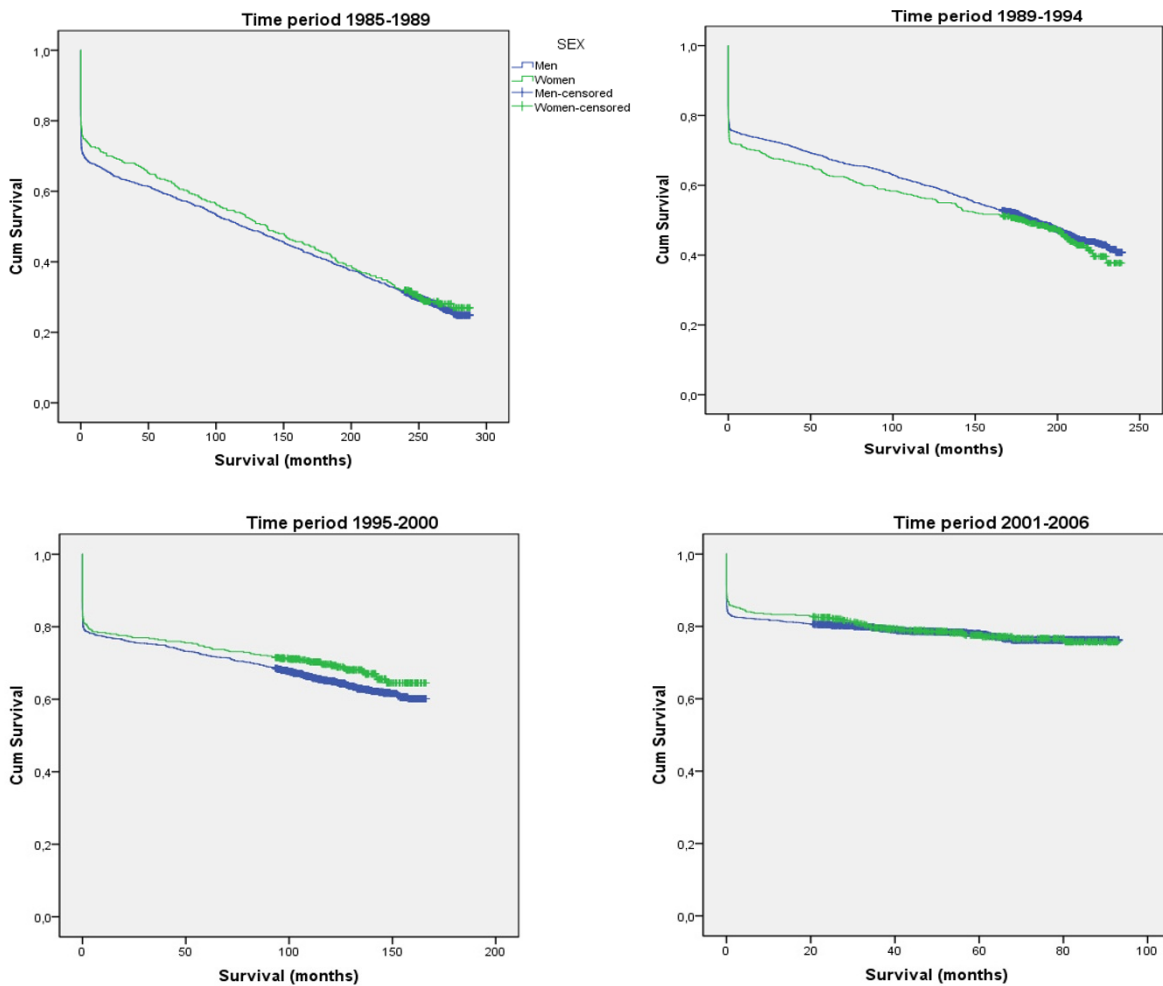 Time period 1985-1989
SEX
Men
Women
Men-censored
Women-censored
Cum Survival
1,0
0,8
0,6
0,4
0,2
0,0
0 50 100 150 200 250 300
Survival (months)
Time period 1989-1994
Cum Survival
1,0
0,8
0,6
0,4
0,2
0,0
0 50 100 150 200 250
Survival (months)
Time period 1995-2000
Cum Survival
1,0
0,8
0,6
0,4
0,2
0,0
0 50 100 150 200
Survival (months)
Time period 2001-2006
Cum Survival
1,0
0,8
0,6
0,4
0,2
0,0
0 20 40 60 80 100
Survival (months)